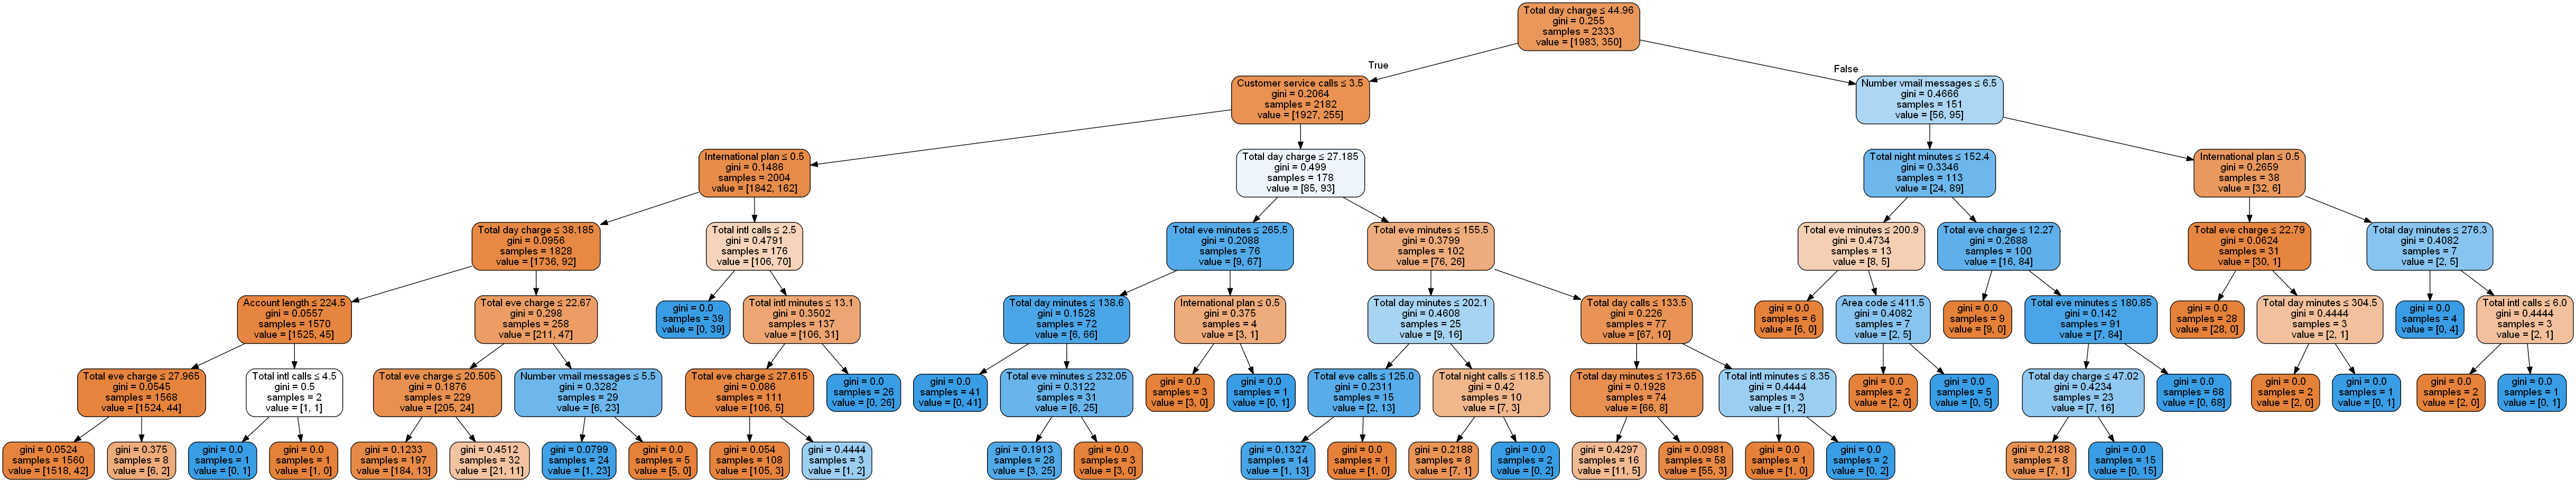 Total day charge ≤ 44.96
gini = 0.255
samples = 2333
value = [1983, 350]
True
False
Customer service calls ≤ 3.5
gini = 0.2064
samples = 2182
value = [1927, 255]
Number vmail messages ≤ 6.5
gini = 0.4666
samples = 151
value = [56, 95]
International plan ≤ 0.5
gini = 0.1486
samples = 2004
value = [1842, 162]
Total day charge ≤ 27.185
gini = 0.499
samples = 178
value = [85, 93]
Total night minutes ≤ 152.4
gini = 0.3346
samples = 113
value = [24, 89]
International plan ≤ 0.5
gini = 0.2659
samples = 38
value = [32, 6]
Total day charge ≤ 38.185
gini = 0.0956
samples = 1828
value = [1736, 92]
Total intl calls ≤ 2.5
gini = 0.4791
samples = 176
value = [106, 70]
Total eve minutes ≤ 265.5
gini = 0.2088
samples = 76
value = [9, 67]
Total eve minutes ≤ 155.5
gini = 0.3799
samples = 102
value = [76, 26]
Total eve minutes ≤ 200.9
gini = 0.4734
samples = 13
value = [8, 5]
Total eve charge ≤ 12.27
gini = 0.2688
samples = 100
value = [16, 84]
Total eve charge ≤ 22.79
gini = 0.0624
samples = 31
value = [30, 1]
Total day minutes ≤ 276.3
gini = 0.4082
samples = 7
value = [2, 5]
Account length ≤ 224.5
gini = 0.0557
samples = 1570
value = [1525, 45]
Total eve charge ≤ 22.67
gini = 0.298
samples = 258
value = [211, 47]
gini = 0.0
samples = 39
value = [0, 39]
Total intl minutes ≤ 13.1
gini = 0.3502
samples = 137
value = [106, 31]
Total day minutes ≤ 138.6
gini = 0.1528
samples = 72
value = [6, 66]
International plan ≤ 0.5
gini = 0.375
samples = 4
value = [3, 1]
Total day minutes ≤ 202.1
gini = 0.4608
samples = 25
value = [9, 16]
Total day calls ≤ 133.5
gini = 0.226
samples = 77
value = [67, 10]
gini = 0.0
samples = 6
value = [6, 0]
Area code ≤ 411.5
gini = 0.4082
samples = 7
value = [2, 5]
gini = 0.0
samples = 9
value = [9, 0]
Total eve minutes ≤ 180.85
gini = 0.142
samples = 91
value = [7, 84]
gini = 0.0
samples = 28
value = [28, 0]
Total day minutes ≤ 304.5
gini = 0.4444
samples = 3
value = [2, 1]
gini = 0.0
samples = 4
value = [0, 4]
Total intl calls ≤ 6.0
gini = 0.4444
samples = 3
value = [2, 1]
Total eve charge ≤ 27.965
gini = 0.0545
samples = 1568
value = [1524, 44]
Total intl calls ≤ 4.5
gini = 0.5
samples = 2
value = [1, 1]
Total eve charge ≤ 20.505
gini = 0.1876
samples = 229
value = [205, 24]
Number vmail messages ≤ 5.5
gini = 0.3282
samples = 29
value = [6, 23]
Total eve charge ≤ 27.615
gini = 0.086
samples = 111
value = [106, 5]
gini = 0.0
samples = 26
value = [0, 26]
gini = 0.0
samples = 41
value = [0, 41]
Total eve minutes ≤ 232.05
gini = 0.3122
samples = 31
value = [6, 25]
gini = 0.0
samples = 3
value = [3, 0]
gini = 0.0
samples = 1
value = [0, 1]
Total eve calls ≤ 125.0
gini = 0.2311
samples = 15
value = [2, 13]
Total night calls ≤ 118.5
gini = 0.42
samples = 10
value = [7, 3]
Total day minutes ≤ 173.65
gini = 0.1928
samples = 74
value = [66, 8]
Total intl minutes ≤ 8.35
gini = 0.4444
samples = 3
value = [1, 2]
gini = 0.0
samples = 2
value = [2, 0]
gini = 0.0
samples = 5
value = [0, 5]
Total day charge ≤ 47.02
gini = 0.4234
samples = 23
value = [7, 16]
gini = 0.0
samples = 68
value = [0, 68]
gini = 0.0
samples = 2
value = [2, 0]
gini = 0.0
samples = 1
value = [0, 1]
gini = 0.0
samples = 2
value = [2, 0]
gini = 0.0
samples = 1
value = [0, 1]
gini = 0.0524
samples = 1560
value = [1518, 42]
gini = 0.375
samples = 8
value = [6, 2]
gini = 0.0
samples = 1
value = [0, 1]
gini = 0.0
samples = 1
value = [1, 0]
gini = 0.1233
samples = 197
value = [184, 13]
gini = 0.4512
samples = 32
value = [21, 11]
gini = 0.0799
samples = 24
value = [1, 23]
gini = 0.0
samples = 5
value = [5, 0]
gini = 0.054
samples = 108
value = [105, 3]
gini = 0.4444
samples = 3
value = [1, 2]
gini = 0.1913
samples = 28
value = [3, 25]
gini = 0.0
samples = 3
value = [3, 0]
gini = 0.1327
samples = 14
value = [1, 13]
gini = 0.0
samples = 1
value = [1, 0]
gini = 0.2188
samples = 8
value = [7, 1]
gini = 0.0
samples = 2
value = [0, 2]
gini = 0.4297
samples = 16
value = [11, 5]
gini = 0.0981
samples = 58
value = [55, 3]
gini = 0.0
samples = 1
value = [1, 0]
gini = 0.0
samples = 2
value = [0, 2]
gini = 0.2188
samples = 8
value = [7, 1]
gini = 0.0
samples = 15
value = [0, 15]